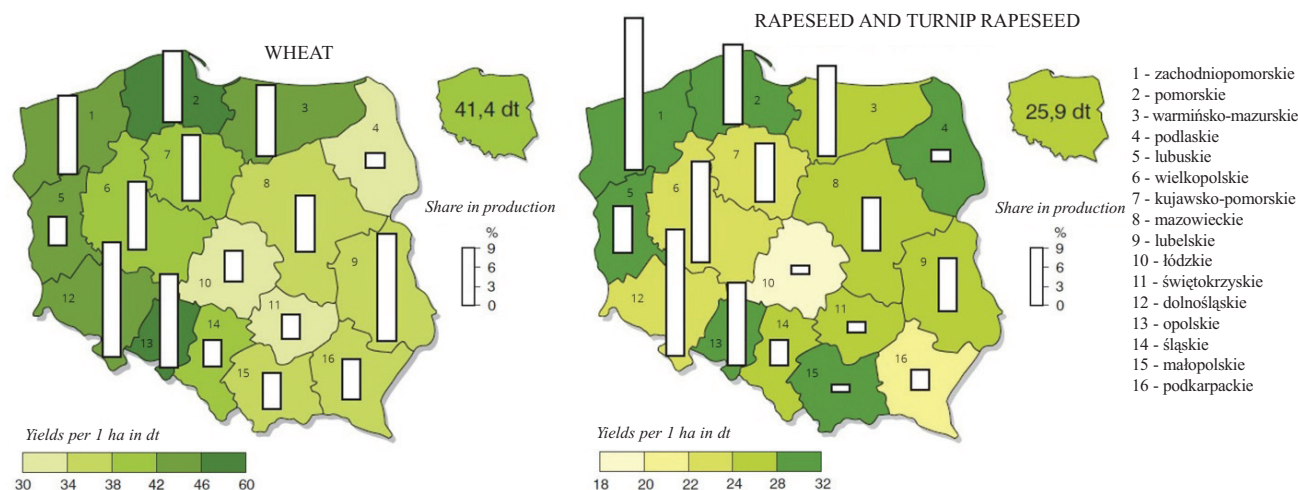 WHEAT
1
2
3
4
5
6
7
8
9
10
11
12
13
14
15
16
41,4 dt
Share in production
%
9
6
3
0
Yields per 1 ha in dt
30 34 38 42 46 60
RAPESEED AND TURNIP RAPESEED
1
2
3
4
5
6
7
8
9
10
11
12
13
14
15
16
25,9 dt
Share in production
%
9
6
3
0
Yields per 1 ha in dt
18 20 22 24 28 32
1 - zachodniopomorskie
2 - pomorskie
3 - warmińsko-mazurskie
4 - podlaskie
5 - lubuskie
6 - wielkopolskie
7 - kujawsko-pomorskie
8 - mazowieckie
9 - lubelskie
10 - łódzkie
11 - świętokrzyskie
12 - dolnośląskie
13 - opolskie
14 - śląskie
15 - małopolskie
16 - podkarpackie